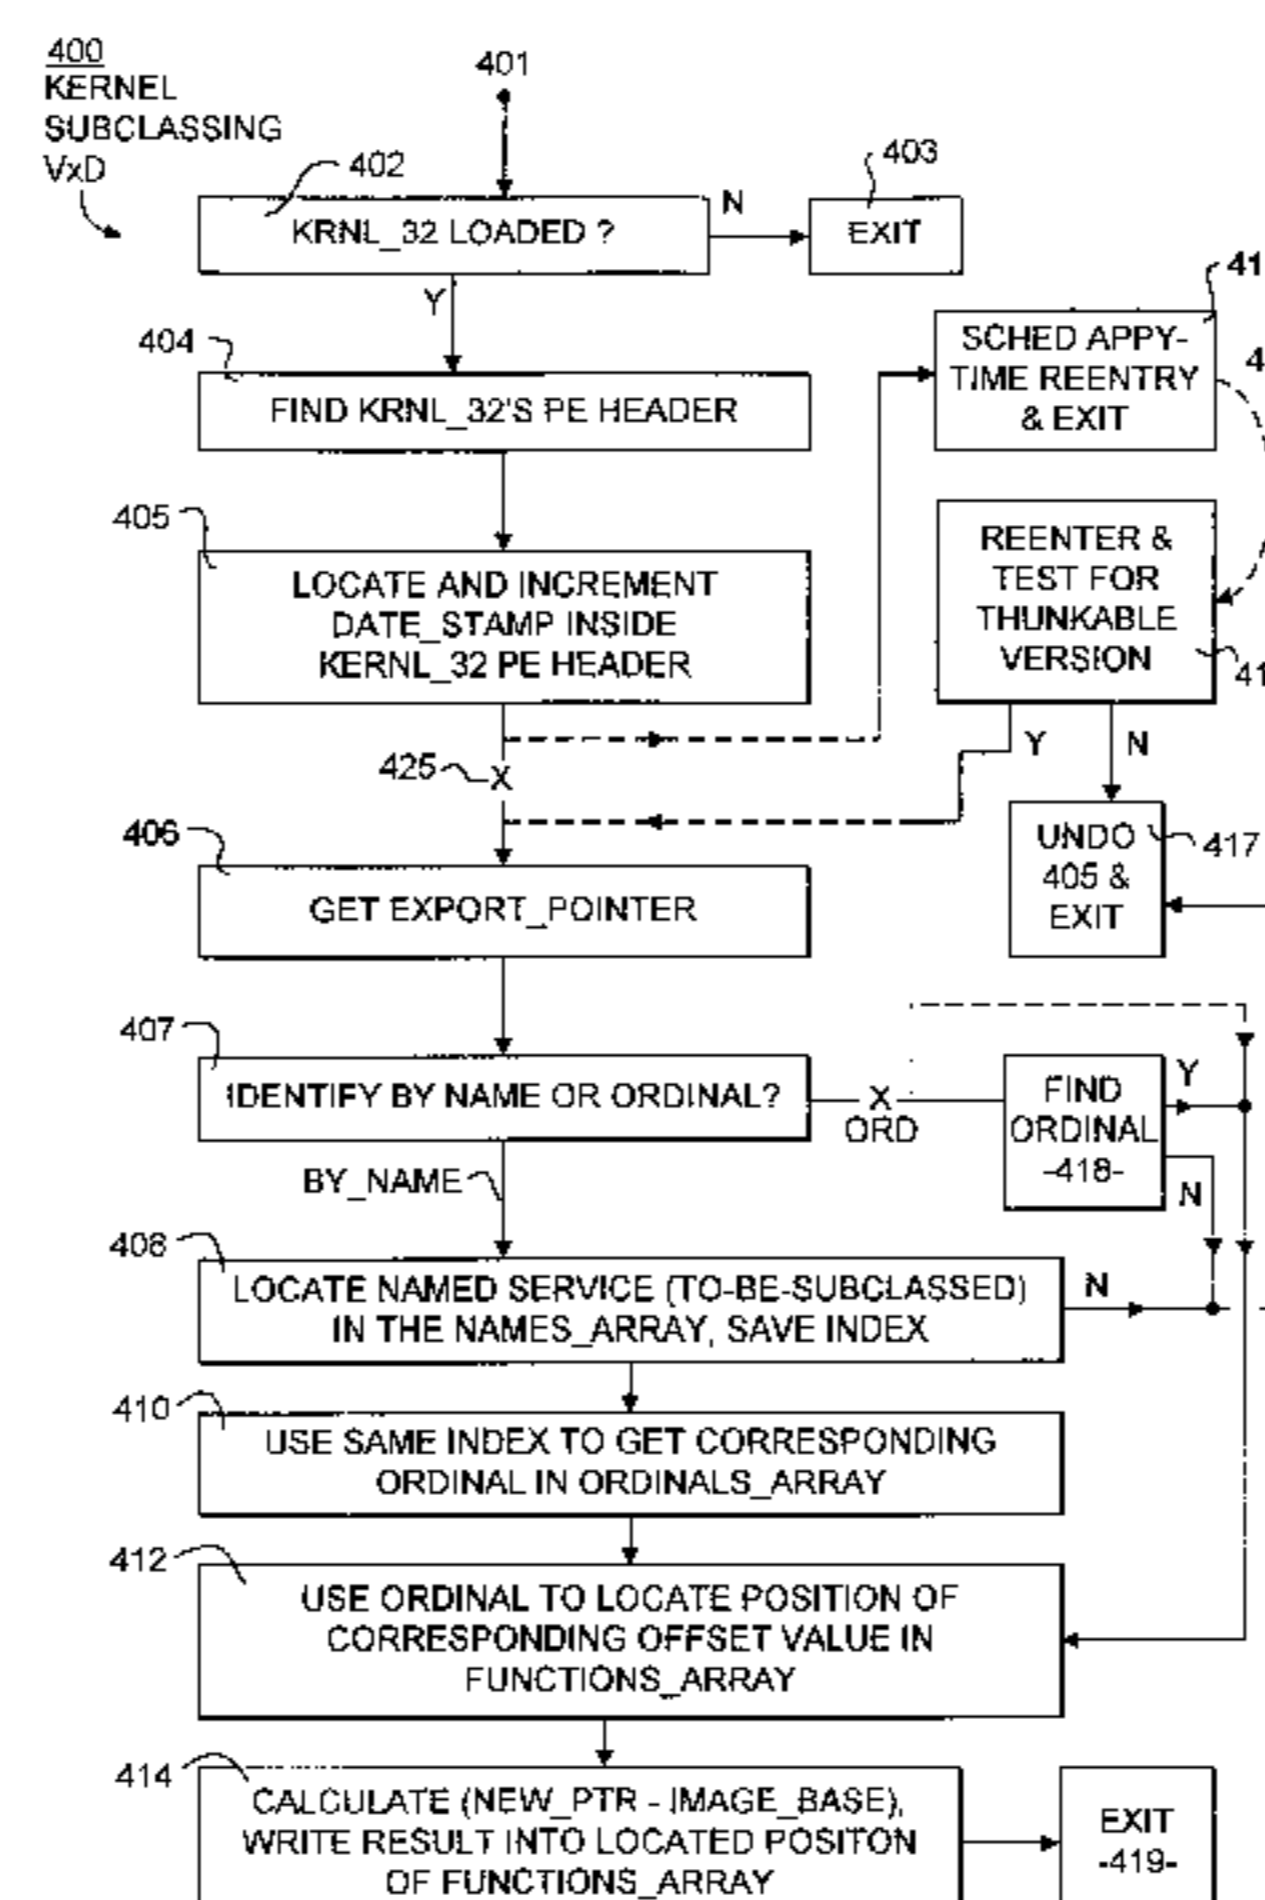 400
KERNEL
SUBCLASSING
VxD
401
402
KRNL_32 LOADED ?
N
403
EXIT
Y
404
FIND KRNL_32'S PE HEADER
41
SCHED APPY-
TIME REENTRY
& EXIT
4
405
LOCATE AND INCREMENT
DATE_STAMP INSIDE
KERNL_32 PE HEADER
REENTER &
TEST FOR
THUNKABLE
VERSION
41
425
X
Y
N
406
GET EXPORT_POINTER
UNDO
405 &
EXIT
417
407
IDENTIFY BY NAME OR ORDINAL?
X
ORD
FIND
ORDINAL
-418-
Y
N
BY_NAME
408
LOCATE NAMED SERVICE (TO-BE-SUBCLASSED)
IN THE NAMES_ARRAY, SAVE INDEX
N
410
USE SAME INDEX TO GET CORRESPONDING
ORDINAL IN ORDINALS_ARRAY
412
USE ORDINAL TO LOCATE POSITION OF
CORRESPONDING OFFSET VALUE IN
FUNCTIONS_ARRAY
414
CALCULATE (NEW_PTR - IMAGE_BASE),
WRITE RESULT INTO LOCATED POSITON
OF FUNCTIONS_ARRAY
EXIT
-419-